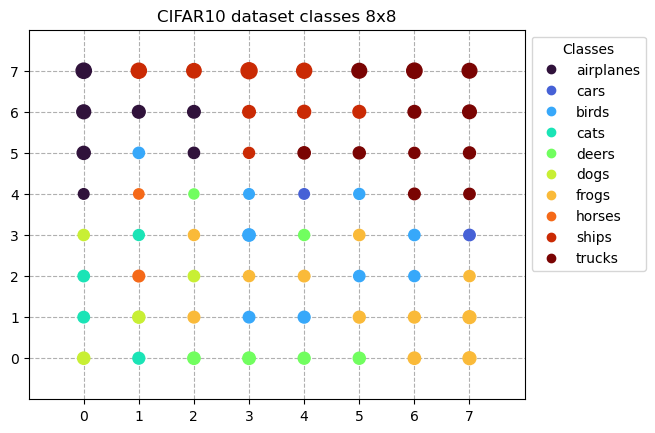 CIFAR10 dataset classes 8x8
7
6
5
4
3
2
1
0
0 1 2 3 4 5 6 7
Classes
airplanes
cars
birds
cats
deers
dogs
frogs
horses
ships
trucks